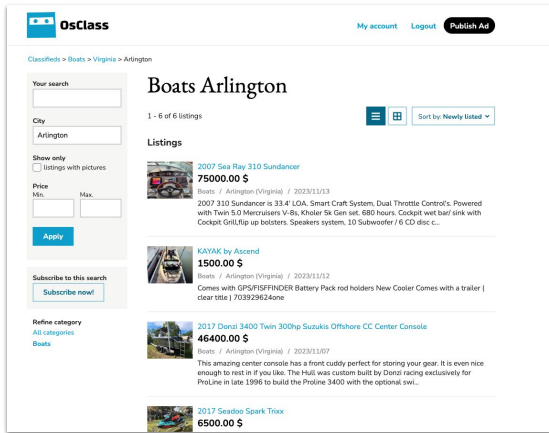 OsClass
My account Logout Publish Ad
Classifieds > Boats > Virginia > Arlington
Your search
City
Arlington
Show only
listings with pictures
Price
Min. Max.
Apply
Subscribe to this search
Subscribe now!
Refine category
All categories
Boats
Boats Arlington
1 - 6 of 6 listings
Sort by: Newly listed
Listings
2007 Sea Ray 310 Sundancer
75000.00 $
Boats / Arlington (Virginia) / 2023/11/13
2007 310 Sundancer is 33.4' LOA. Smart Craft System, Dual Throttle Control's. Powered
with Twin 5.0 Mercruisers V-8s, Kholer 5k Gen set. 680 hours. Cockpit wet bar/ sink with
Cockpit Grill,flip up bolsters. Speakers system, 10 Subwoofer / 6 CD disc c...
KAYAK by Ascend
1500.00 $
Boats / Arlington (Virginia) / 2023/11/12
Comes with GPS/FISFFINDER Battery Pack rod holders New Cooler Comes with a trailer |
clear title | 703929624one
2017 Donzi 3400 Twin 300hp Suzukis Offshore CC Center Console
46400.00 $
Boats / Arlington (Virginia) / 2023/11/07
This amazing center console has a front cuddy perfect for storing your gear. It is even nice
enough to rest in if you like. The Hull was custom built by Donzi racing exclusively for
ProLine in late 1996 to build the Proline 3400 with the optional swi...
2017 Seadoo Spark Trixx
6500.00 $